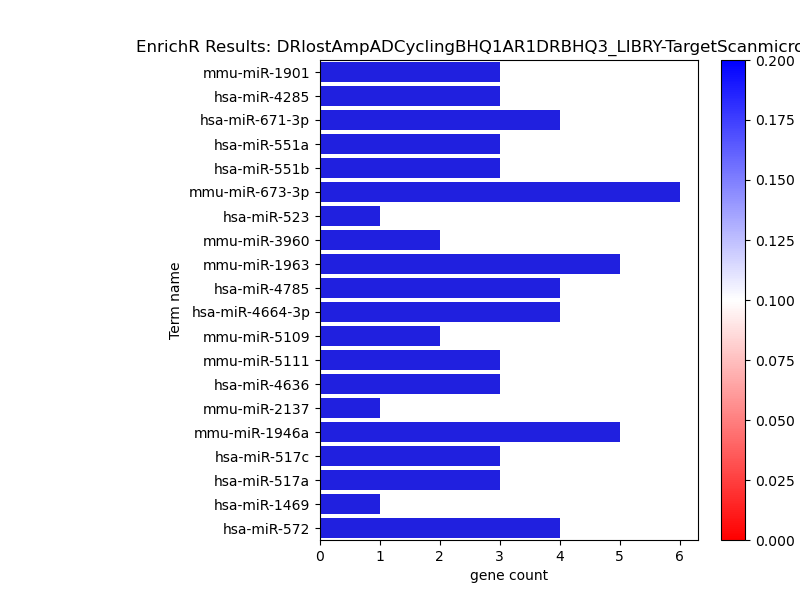 EnrichR Results: DRlostAmpADCyclingBHQ1AR1DRBHQ3_LIBRY-TargetScanmicro
mmu-miR-1901
hsa-miR-4285
hsa-miR-671-3p
hsa-miR-551a
hsa-miR-551b
mmu-miR-673-3p
hsa-miR-523
mmu-miR-3960
mmu-miR-1963
hsa-miR-4785
hsa-miR-4664-3p
mmu-miR-5109
mmu-miR-5111
hsa-miR-4636
mmu-miR-2137
mmu-miR-1946a
hsa-miR-517c
hsa-miR-517a
hsa-miR-1469
hsa-miR-572
Term name
0 1 2 3 4 5 6
gene count
0.200
0.175
0.150
0.125
0.100
0.075
0.050
0.025
0.000